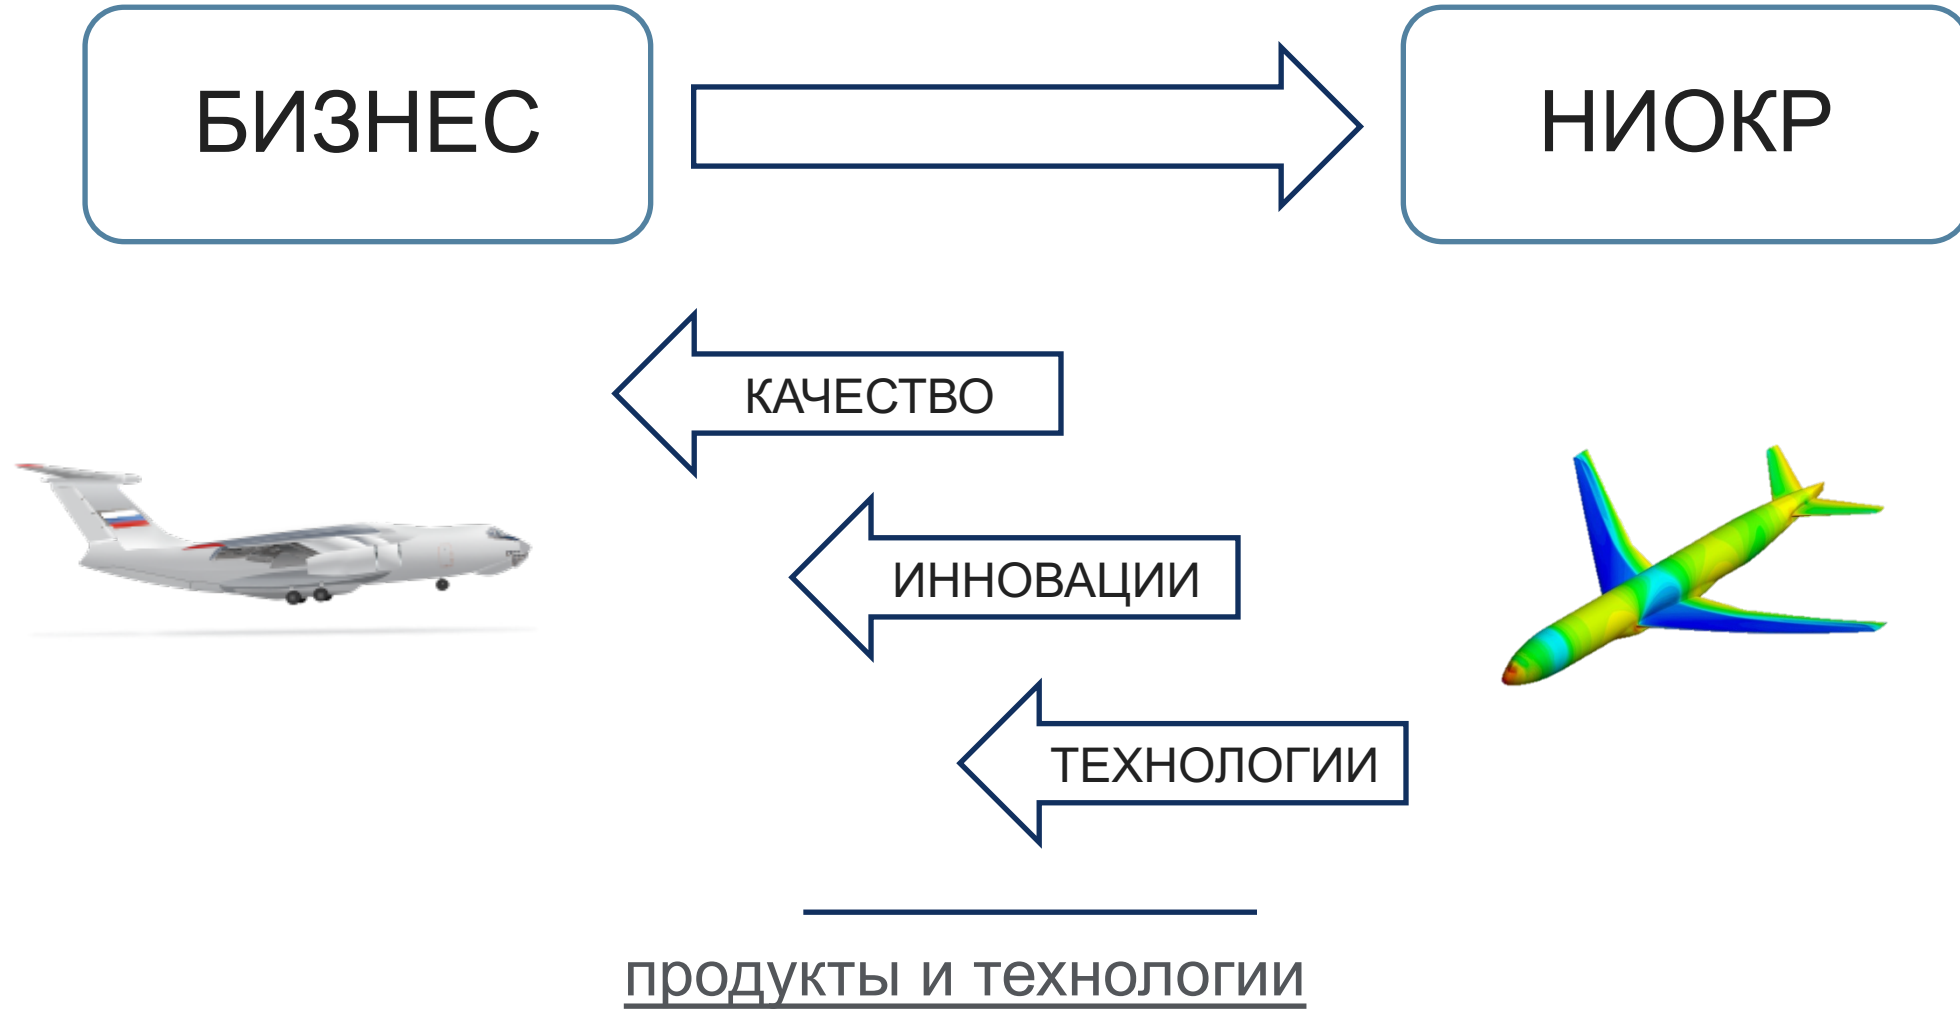 БИЗНЕС
НИОКР
КАЧЕСТВО
ИННОВАЦИИ
ТЕХНОЛОГИИ
продукты и технологии